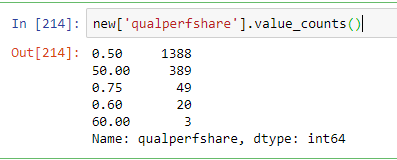 In [214]: new['qualperfshare'].value_counts()
Out[214]: 0.50     1388
50.00     389
0.75       49
0.60       20
60.00       3
Name: qualperfshare, dtype: int64